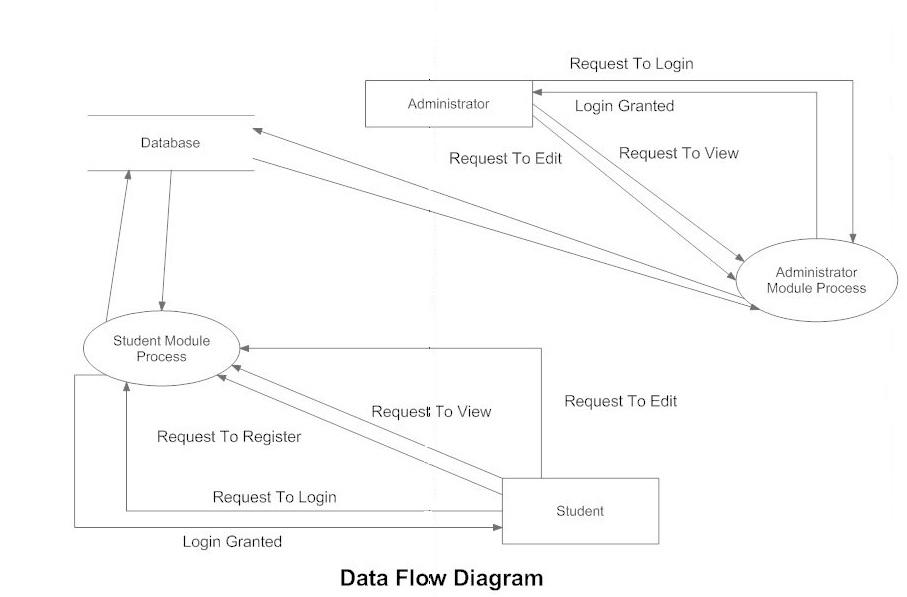 Request To Login
Administrator
Login Granted
Database
Request To Edit
Request To View
Administrator
Module Process
Student Module
Process
Request To Edit
Request To View
Request To Register
Request To Login
Student
Login Granted
Data Flow Diagram